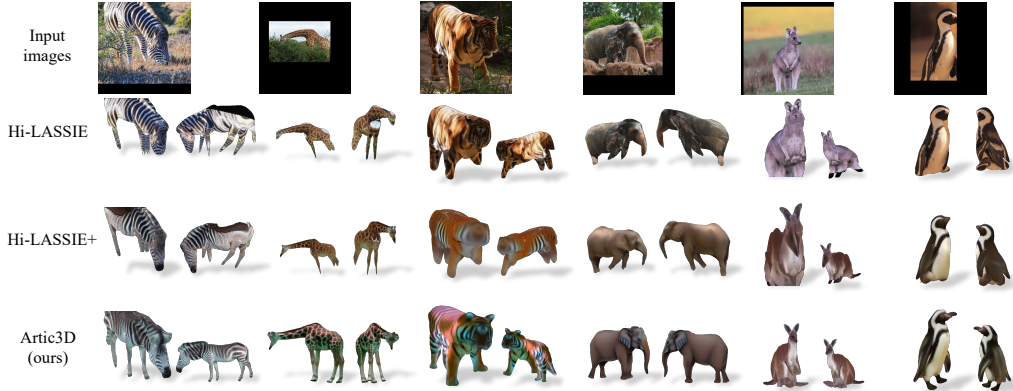 Input
images
Hi-LASSIE
Hi-LASSIE+
Artic3D
(ours)